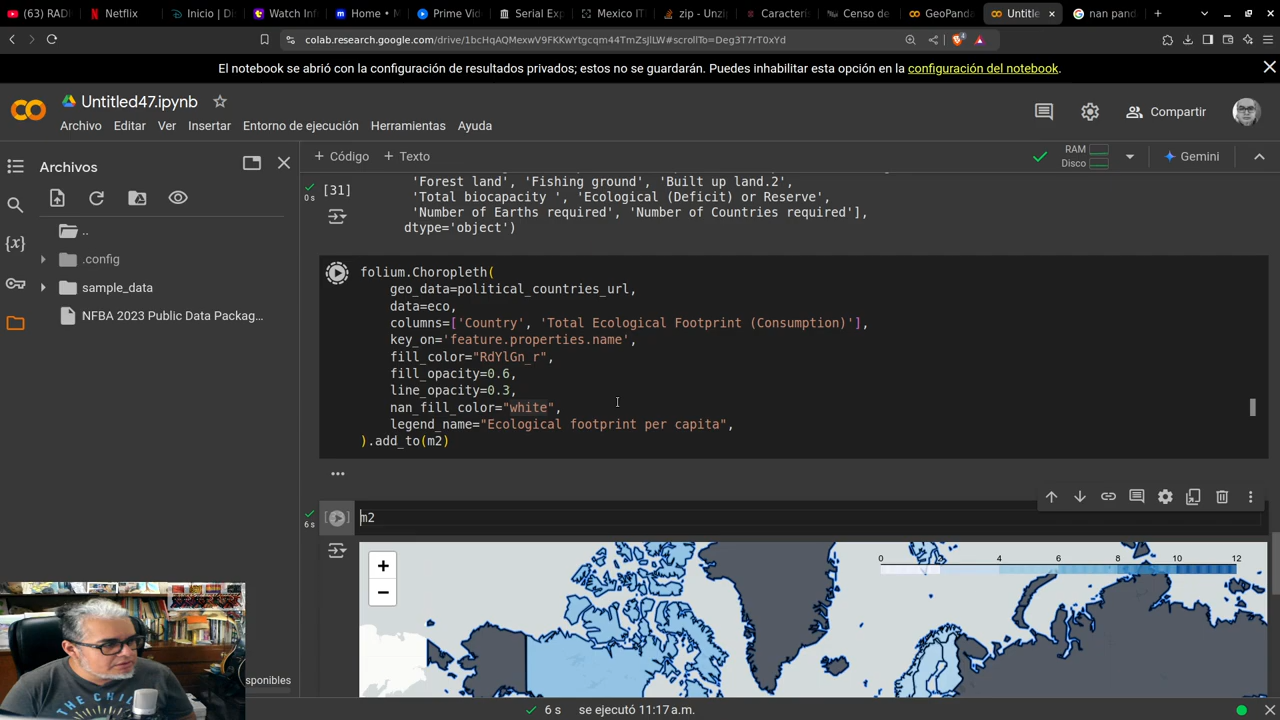 (63) RADI
Netflix
Inicio | Di
Watch Inf
Home • M
Prime Vid
Serial Exp
Mexico IT
zip - Unzi
Caracterís
Censo de
GeoPanda
Untitle
nan pand
colab.research.google.com/drive/1bcHqAQMexwV9FKKwYtgcqm44TmZsJlLW#scrollTo=Deg3T7rT0xYd
El notebook se abrió con la configuración de resultados privados; estos no se guardarán. Puedes inhabilitar esta opción en la configuración del notebook.
Untitled47.ipynb
Archivo Editar Ver Insertar Entorno de ejecución Herramientas Ayuda
Compartir
Archivos
+ Código + Texto
RAM
Disco
Gemini
..
.config
sample_data
NFBA 2023 Public Data Packag...
[31]
0 s
'Forest land', 'Fishing ground', 'Built up land.2',
'Total biocapacity ', 'Ecological (Deficit) or Reserve',
'Number of Earths required', 'Number of Countries required'],
dtype='object')
folium.Choropleth(
geo_data=political_countries_url,
data=eco,
columns=['Country', 'Total Ecological Footprint (Consumption)'],
key_on='feature.properties.name',
fill_color="RdYlGn_r",
fill_opacity=0.6,
line_opacity=0.3,
nan_fill_color="white",
legend_name="Ecological footprint per capita",
).add_to(m2)
6 s
m2
+
−
0 4 6 8 10 12
THE CHI
sponibles
6 s se ejecutó 11:17 a.m.